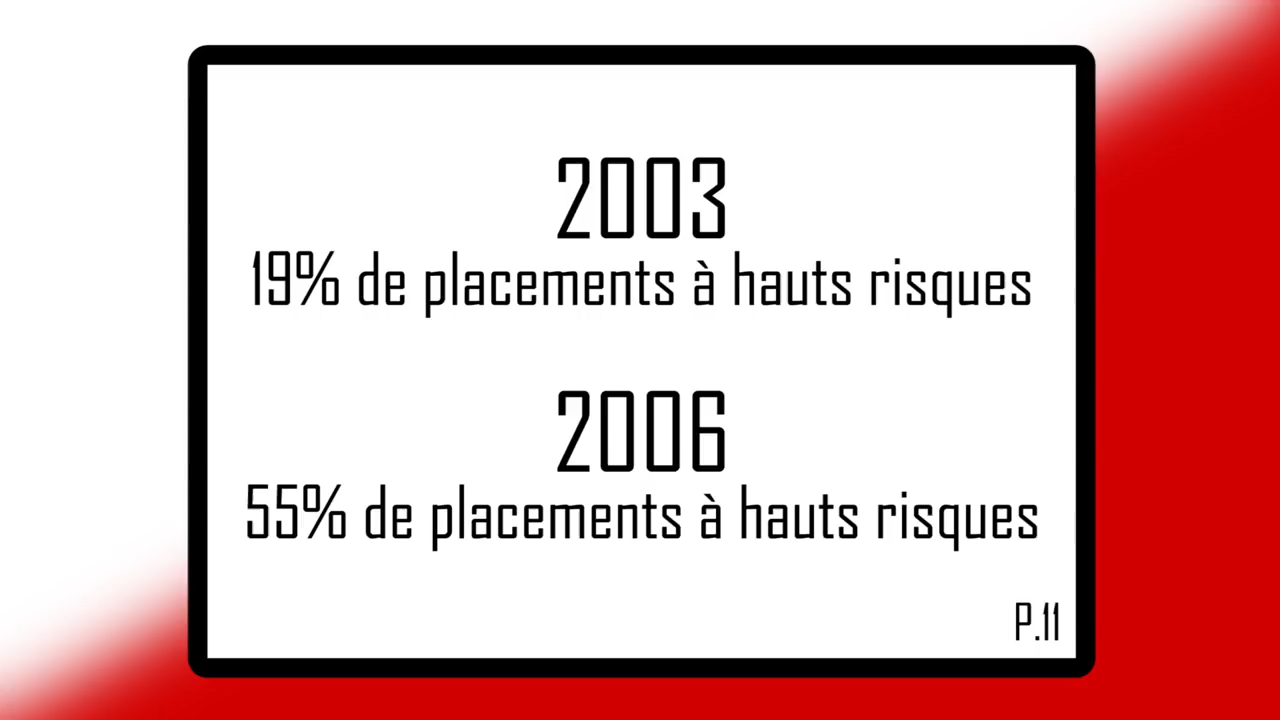 2003
19% de placements à hauts risques
2006
55% de placements à hauts risques
P.11